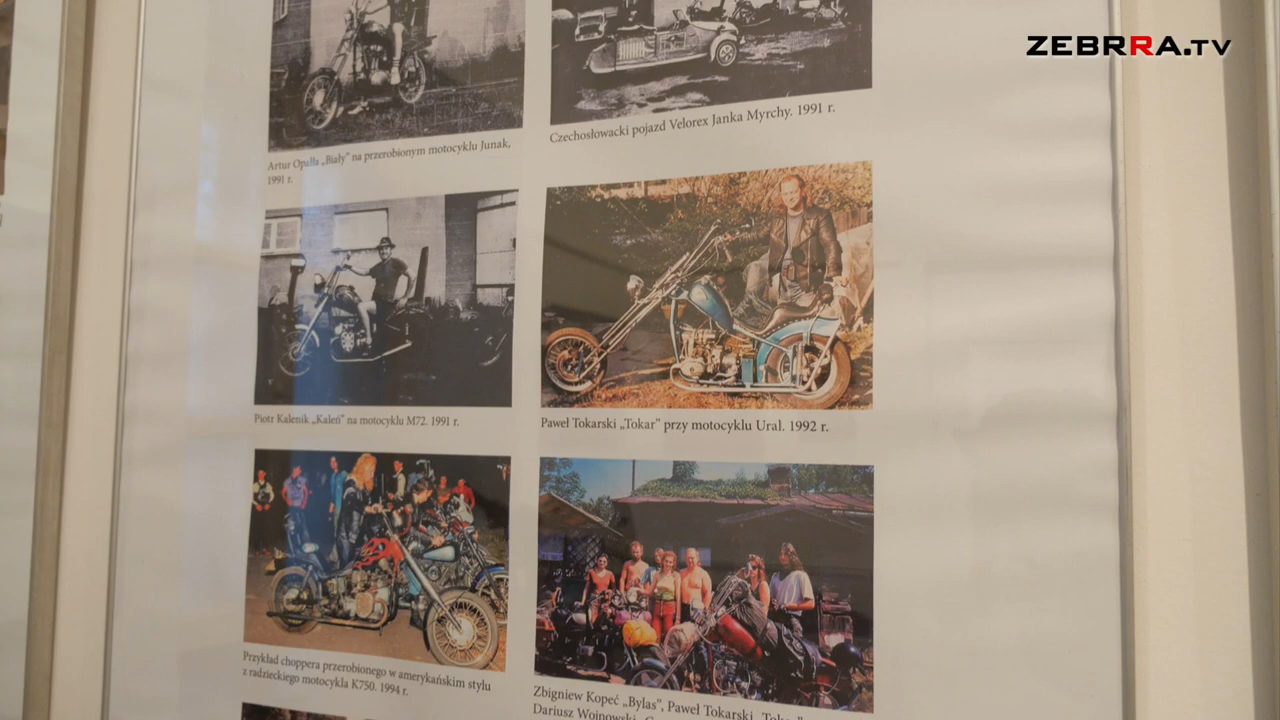 ZEBRRA.TV
Artur Opałła „Biały” na przerobionym motocyklu Junak,
1991 r.
Czechosłowacki pojazd Velorex Janka Myrchy. 1991 r.
Piotr Kalenik „Kaleń” na motocyklu M72. 1991 r.
Paweł Tokarski „Tokar” przy motocyklu Ural. 1992 r.
Przykład choppera przerobionego w amerykańskim stylu
z radzieckiego motocykla K750. 1994 r.
Zbigniew Kopeć „Bylas”, Paweł Tokarski „Tokar”
Dariusz